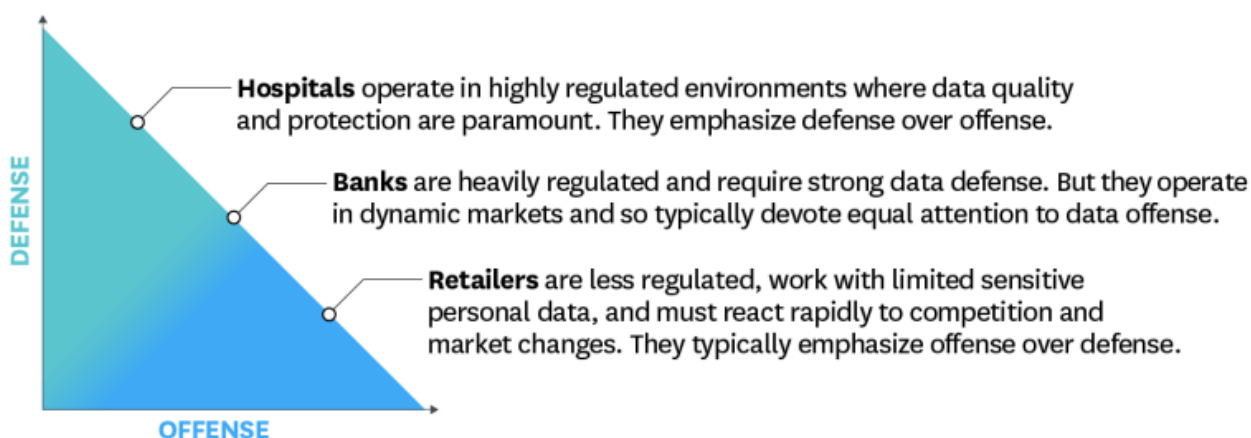 Hospitals operate in highly regulated environments where data quality
and protection are paramount. They emphasize defense over offense.
DEFENSE
Banks are heavily regulated and require strong data defense. But they operate
in dynamic markets and so typically devote equal attention to data offense.
Retailers are less regulated, work with limited sensitive
personal data, and must react rapidly to competition and
market changes. They typically emphasize offense over defense.
OFFENSE